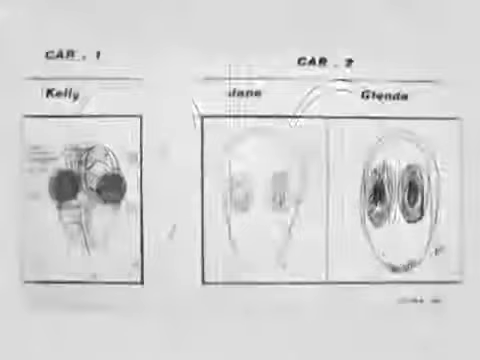 CAR . 1
CAR . 2
Kelly
Jane
Glenda